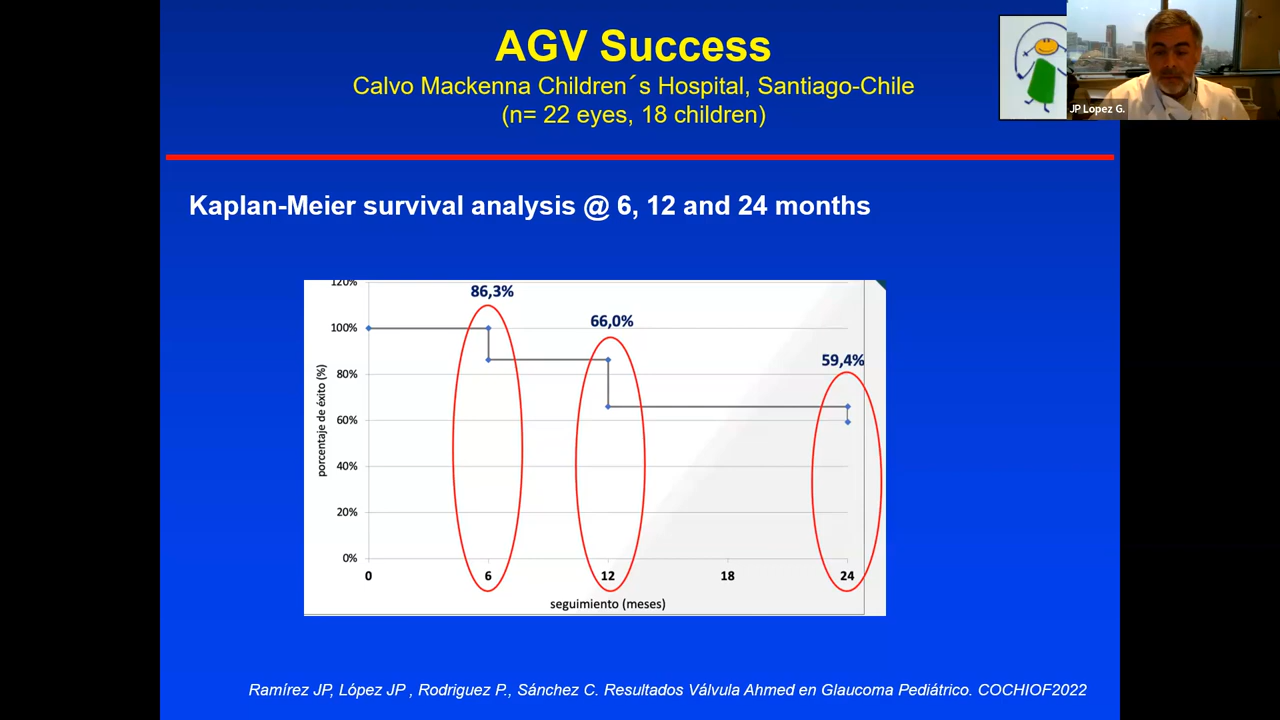 AGV Success
Calvo Mackenna Children´s Hospital, Santiago-Chile
(n= 22 eyes, 18 children)
JP Lopez G.
Kaplan-Meier survival analysis @ 6, 12 and 24 months
120%
100%
80%
60%
40%
20%
0%
porcentaje de éxito (%)
86,3%
66,0%
59,4%
0 6 12 18 24
seguimiento (meses)
Ramírez JP, López JP , Rodriguez P., Sánchez C. Resultados Válvula Ahmed en Glaucoma Pediátrico. COCHIOF2022